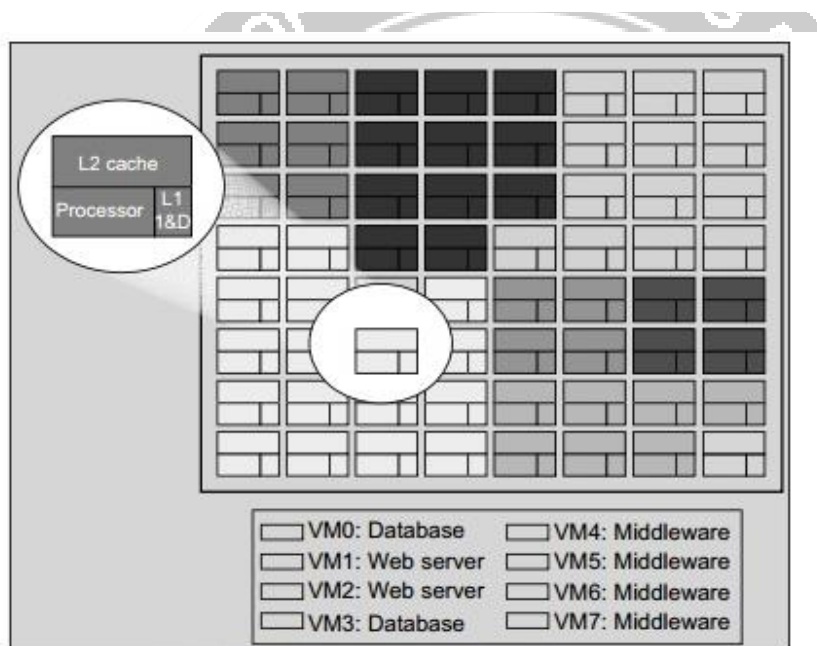 L2 cache
Processor
L1
1&D
VM0: Database
VM4: Middleware
VM1: Web server
VM5: Middleware
VM2: Web server
VM6: Middleware
VM3: Database
VM7: Middleware